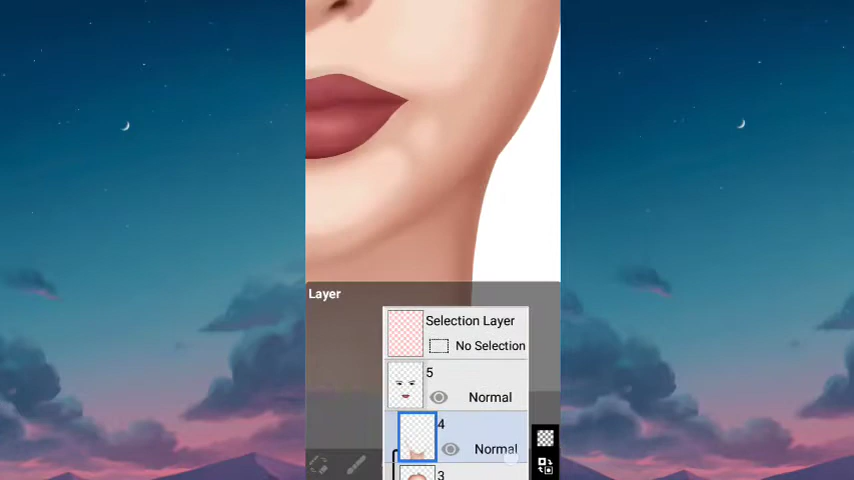 Layer
Selection Layer
No Selection
5
Normal
4
Normal
3